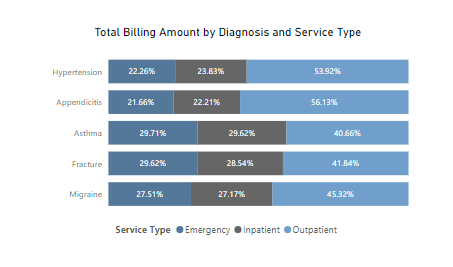 Total Billing Amount by Diagnosis and Service Type
Hypertension 22.26% 23.83% 53.92%
Appendicitis 21.66% 22.21% 56.13%
Asthma 29.71% 29.62% 40.66%
Fracture 29.62% 28.54% 41.84%
Migraine 27.51% 27.17% 45.32%
Service Type Emergency Inpatient Outpatient